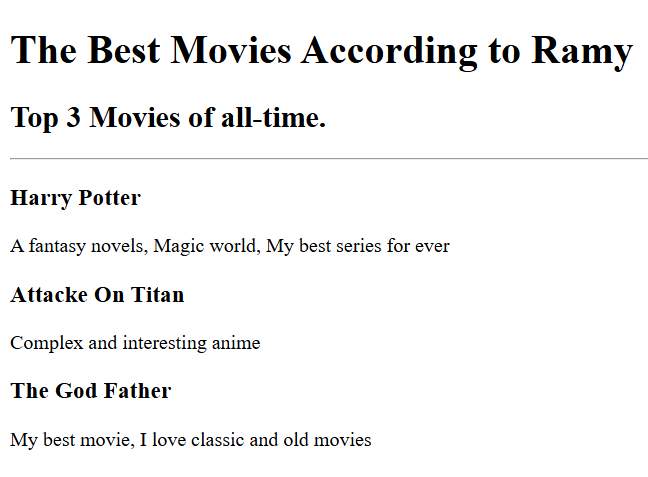 The Best Movies According to Ramy
Top 3 Movies of all-time.
Harry Potter
A fantasy novels, Magic world, My best series for ever
Attacke On Titan
Complex and interesting anime
The God Father
My best movie, I love classic and old movies